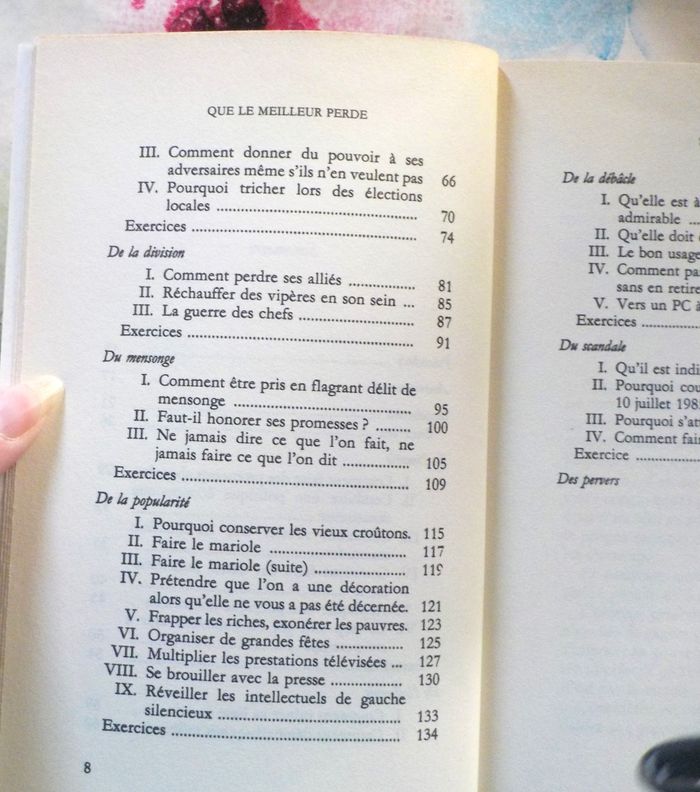 QUE LE MEILLEUR PERDE
III. Comment donner du pouvoir à ses
adversaires même s'ils n'en veulent pas 66
IV. Pourquoi tricher lors des élections
locales ........................................ 70
Exercices ........................................ 74
De la division
I. Comment perdre ses alliés ................ 81
II. Réchauffer des vipères en son sein ... 85
III. La guerre des chefs ........................ 87
Exercices ........................................ 91
Du mensonge
I. Comment être pris en flagrant délit de
mensonge ........................................ 95
II. Faut-il honorer ses promesses ? ......... 100
III. Ne jamais dire ce que l'on fait, ne
jamais faire ce que l'on dit ............... 105
Exercices ........................................ 109
De la popularité
I. Pourquoi conserver les vieux croûtons. 115
II. Faire le mariole ............................ 117
III. Faire le mariole (suite) ................... 119
IV. Prétendre que l'on a une décoration
alors qu'elle ne vous a pas été décernée. 121
V. Frapper les riches, exonérer les pauvres. 123
VI. Organiser de grandes fêtes ............... 125
VII. Multiplier les prestations télévisées ... 127
VIII. Se brouiller avec la presse ................ 130
IX. Réveiller les intellectuels de gauche
silencieux ........................................ 133
Exercices ........................................ 134
8
De la débâcle
I. Qu'elle est à
admirable ...
II. Qu'elle doit
III. Le bon usage
IV. Comment pa
sans en retire
V. Vers un PC à
Exercices ...........
Du scandale
I. Qu'il est indi
II. Pourquoi cou
10 juillet 198
III. Pourquoi s'att
IV. Comment fair
Exercice ...........
Des pervers